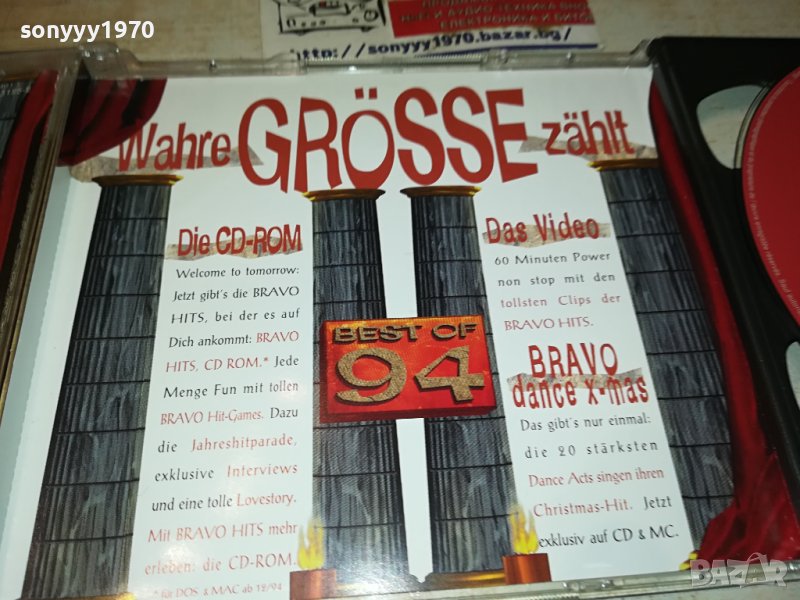 sonyyy1970
ЕЛЕКТРОНИКА И БИТО
http://sonyyy1970.bazar.bg/
Wahre GRÖSSE zählt
Die CD-ROM
Welcome to tomorrow:
Jetzt gibt's die BRAVO
HITS, bei der es auf
Dich ankommt: BRAVO
HITS, CD ROM.* Jede
Menge Fun mit tollen
BRAVO Hit-Games. Dazu
die Jahreshitparade,
exklusive Interviews
und eine tolle Lovestory.
Mit BRAVO HITS mehr
erleben: die CD-ROM.
* für DOS & MAC ab 12/94
BEST OF
94
Das Video
60 Minuten Power
non stop mit den
tollsten Clips der
BRAVO HITS.
BRAVO
dance x-mas
Das gibt's nur einmal:
die 20 stärksten
Dance Acts singen ihren
Christmas-Hit. Jetzt
exklusiv auf CD & MC.
BAZAR